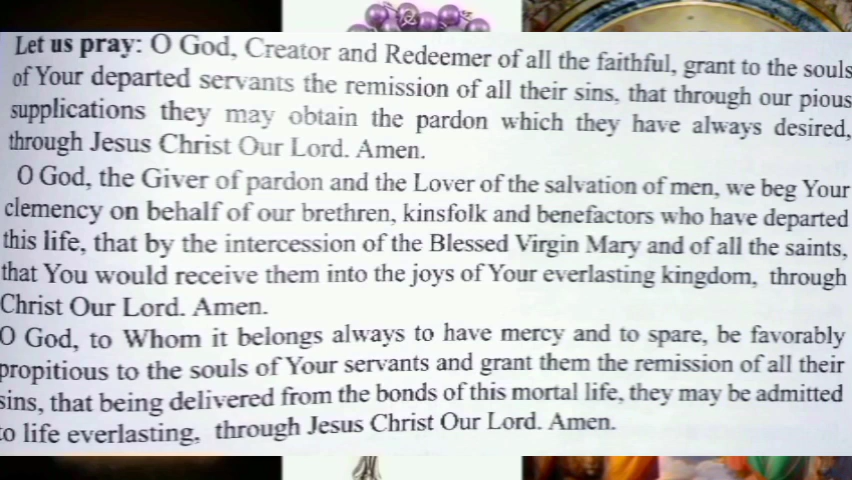 Let us pray: O God, Creator and Redeemer of all the faithful, grant to the souls
of Your departed servants the remission of all their sins, that through our pious
supplications they may obtain the pardon which they have always desired,
through Jesus Christ Our Lord. Amen.
O God, the Giver of pardon and the Lover of the salvation of men, we beg Your
clemency on behalf of our brethren, kinsfolk and benefactors who have departed
this life, that by the intercession of the Blessed Virgin Mary and of all the saints,
that You would receive them into the joys of Your everlasting kingdom, through
Christ Our Lord. Amen.
O God, to Whom it belongs always to have mercy and to spare, be favorably
propitious to the souls of Your servants and grant them the remission of all their
sins, that being delivered from the bonds of this mortal life, they may be admitted
to life everlasting, through Jesus Christ Our Lord. Amen.